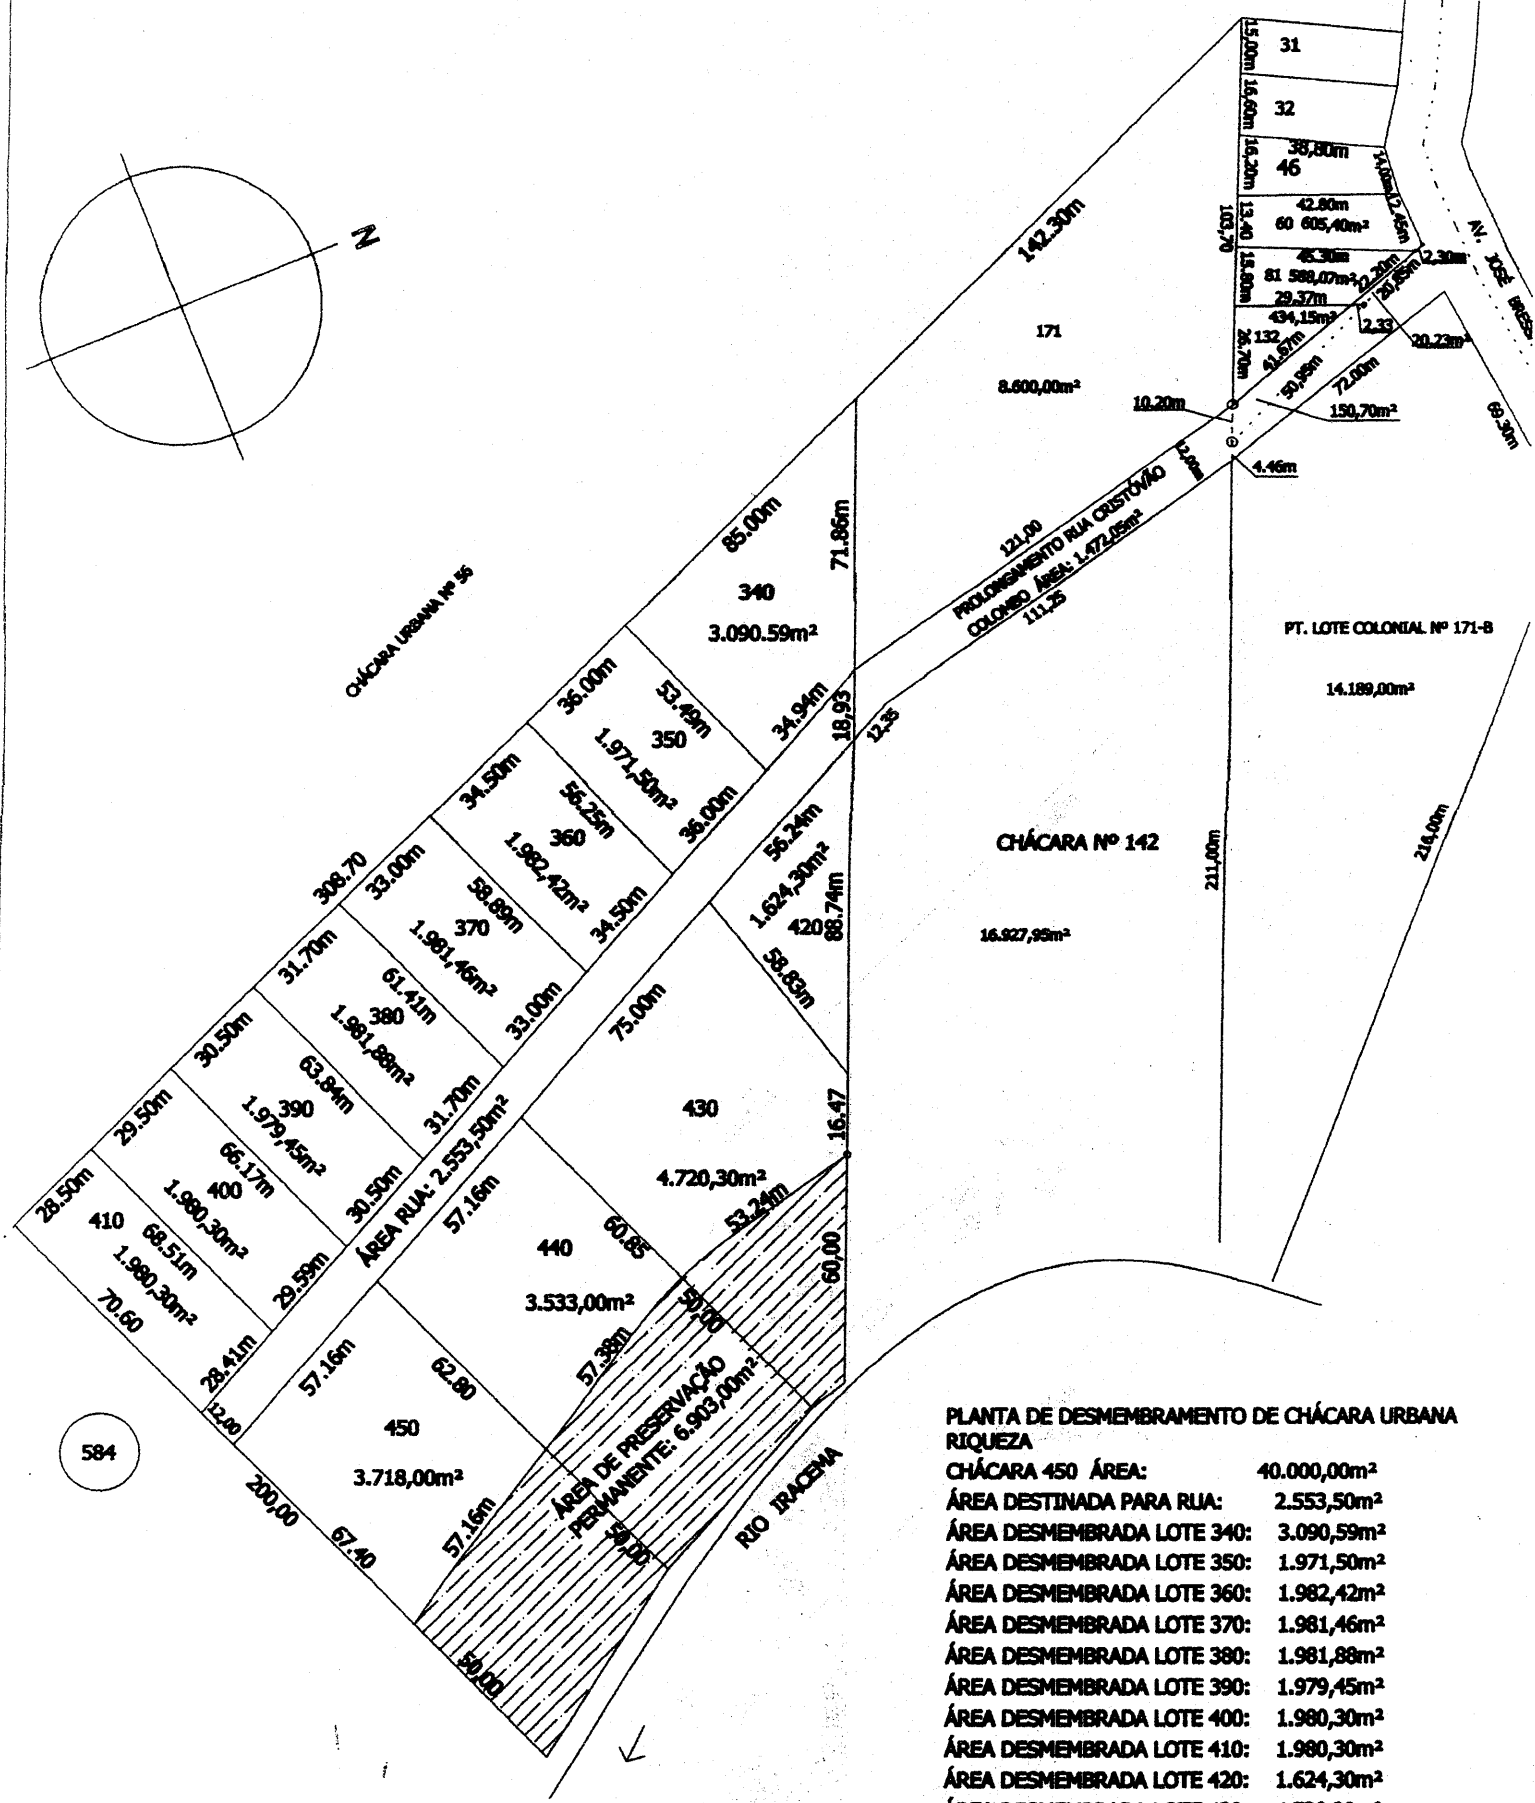 31
15,00m
32
16,60m
38,80m
46
16,20m
14,00m
42.80m
60 605,40m²
13,40
12,45m
103,70
45.30m
81 588,07m²
15.80m
22,20m
20,85m
2,30m
29,37m
434,15m²
132
26.70m
41.67m
2,33
20.23m²
50,95m
72.00m
150,70m²
10.20m
4.46m
69.30m
AV. JOSÉ
N
142.30m
171
8.600,00m²
12,00m
121,00
PROLONGAMENTO RUA CRISTÓVÃO
COLOMBO ÁREA: 1.472,05m²
111,25
PT. LOTE COLONIAL Nº 171-B
14.189,00m²
216,00m
211,00m
CHÁCARA Nº 142
16.927,95m²
CHÁCARA URBANA Nº 56
85.00m
71.86m
340
3.090.59m²
34.94m
18,93
12,35
36.00m
53.49m
350
1.971,50m²
36.00m
34.50m
56.25m
360
1.982,42m²
34.50m
308.70
33.00m
58.89m
370
1.981,46m²
33.00m
31.70m
61.41m
380
1.981,88m²
31.70m
30.50m
63.84m
390
1.979,45m²
30.50m
29.50m
66.17m
400
1.980,30m²
29.59m
28.50m
410
68.51m
1.980,30m²
70.60
28.41m
12,00
ÁREA RUA: 2.553,50m²
56.24m
1.624,30m²
420
88.74m
58.83m
75.00m
430
4.720,30m²
16.47
53.24m
60,00
57.16m
60.85
440
3.533,00m²
50,00
57.38m
57.16m
62.80
450
3.718,00m²
57.16m
50,00
ÁREA DE PRESERVAÇÃO
PERMANENTE: 6.903,00m²
RIO IRACEMA
584
200,00
67.40
50,00
PLANTA DE DESMEMBRAMENTO DE CHÁCARA URBANA
RIQUEZA
CHÁCARA 450 ÁREA: 40.000,00m²
ÁREA DESTINADA PARA RUA: 2.553,50m²
ÁREA DESMEMBRADA LOTE 340: 3.090,59m²
ÁREA DESMEMBRADA LOTE 350: 1.971,50m²
ÁREA DESMEMBRADA LOTE 360: 1.982,42m²
ÁREA DESMEMBRADA LOTE 370: 1.981,46m²
ÁREA DESMEMBRADA LOTE 380: 1.981,88m²
ÁREA DESMEMBRADA LOTE 390: 1.979,45m²
ÁREA DESMEMBRADA LOTE 400: 1.980,30m²
ÁREA DESMEMBRADA LOTE 410: 1.980,30m²
ÁREA DESMEMBRADA LOTE 420: 1.624,30m²